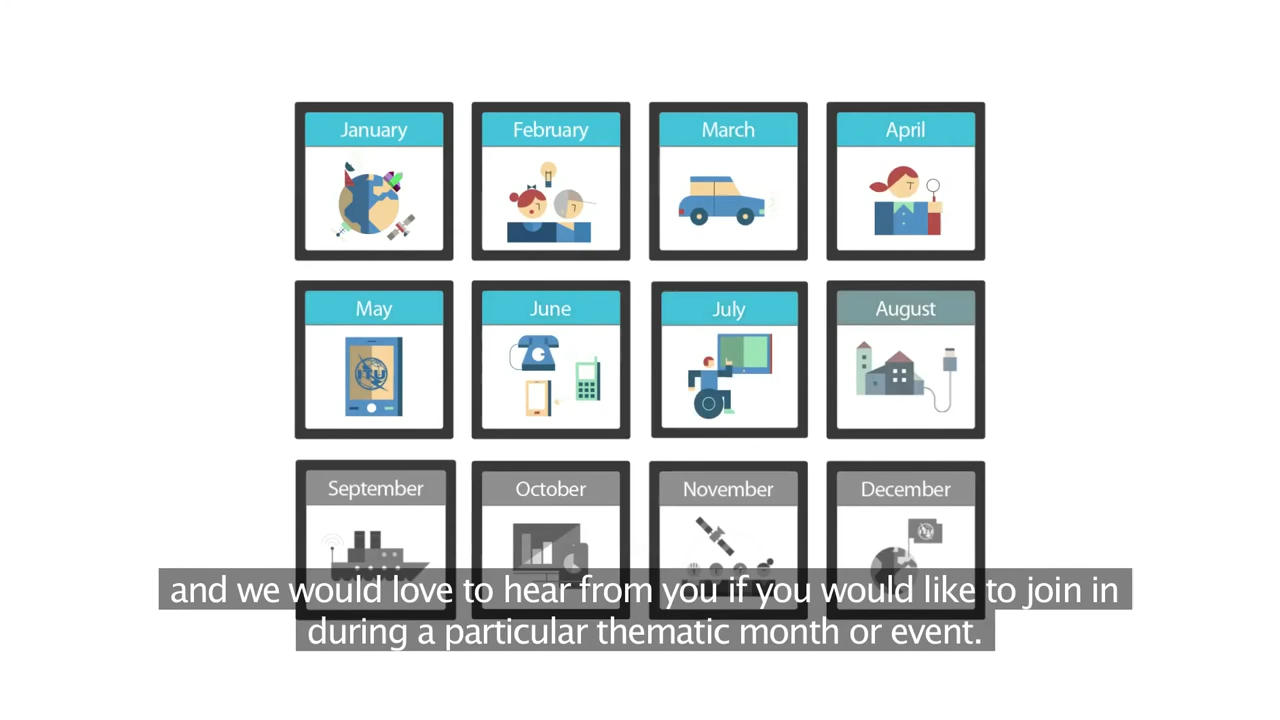 January
February
March
April
May
June
July
August
ITU
September
October
November
December
and we would love to hear from you if you would like to join in
during a particular thematic month or event.